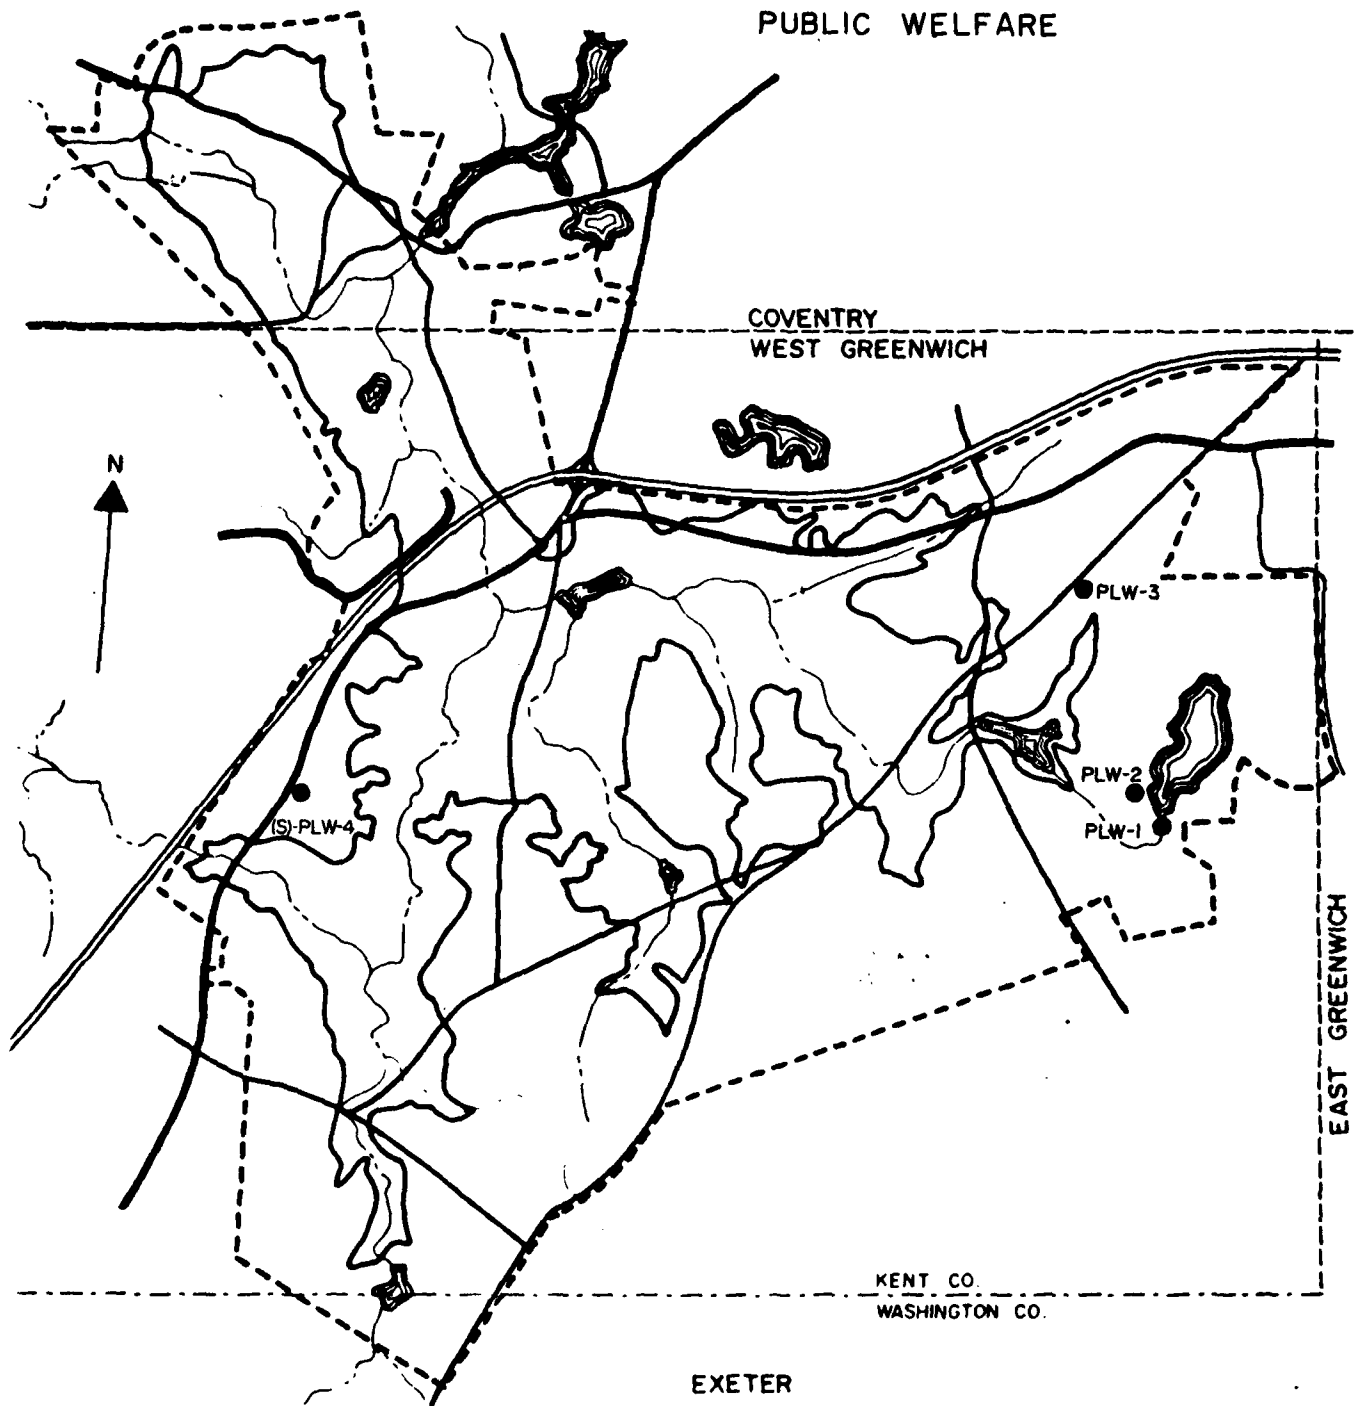 PUBLIC WELFARE
COVENTRY
WEST GREENWICH
N
PLW-3
PLW-2
(S)-PLW-4
PLW-1
EAST GREENWICH
KENT CO.
WASHINGTON CO.
EXETER